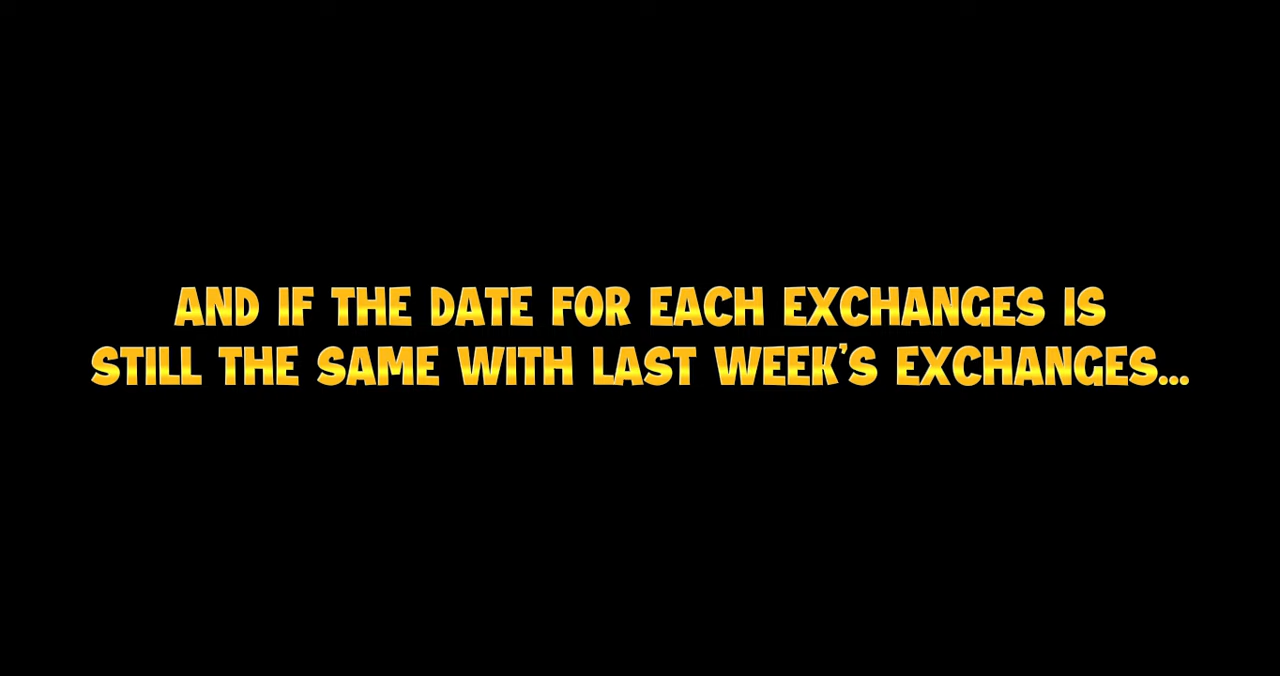 AND IF THE DATE FOR EACH EXCHANGES IS
STILL THE SAME WITH LAST WEEK'S EXCHANGES...